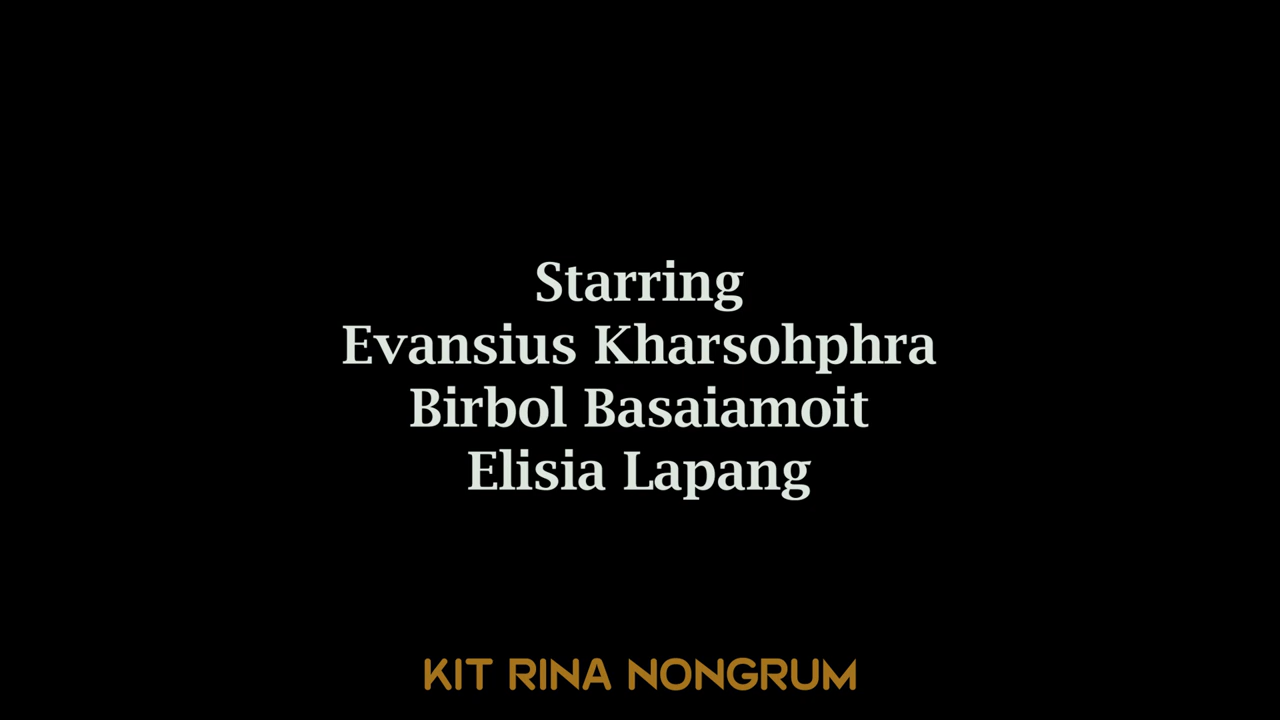 Starring
Evansius Kharsohphra
Birbol Basaiamoit
Elisia Lapang
KIT RINA NONGRUM